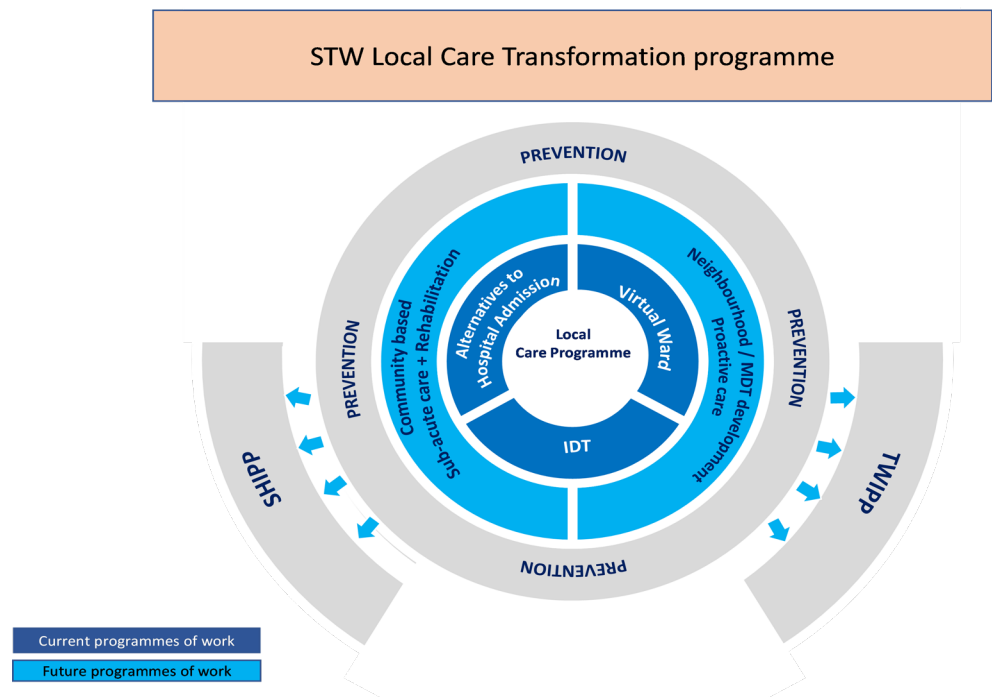 STW Local Care Transformation programme
PREVENTION
PREVENTION
PREVENTION
PREVENTION
Community based
Sub-acute care + Rehabilitation
Neighbourhood / MDT development
Proactive care
Alternatives to
Hospital Admission
Virtual Ward
IDT
Local
Care Programme
SHIPP
TWIPP
Current programmes of work
Future programmes of work